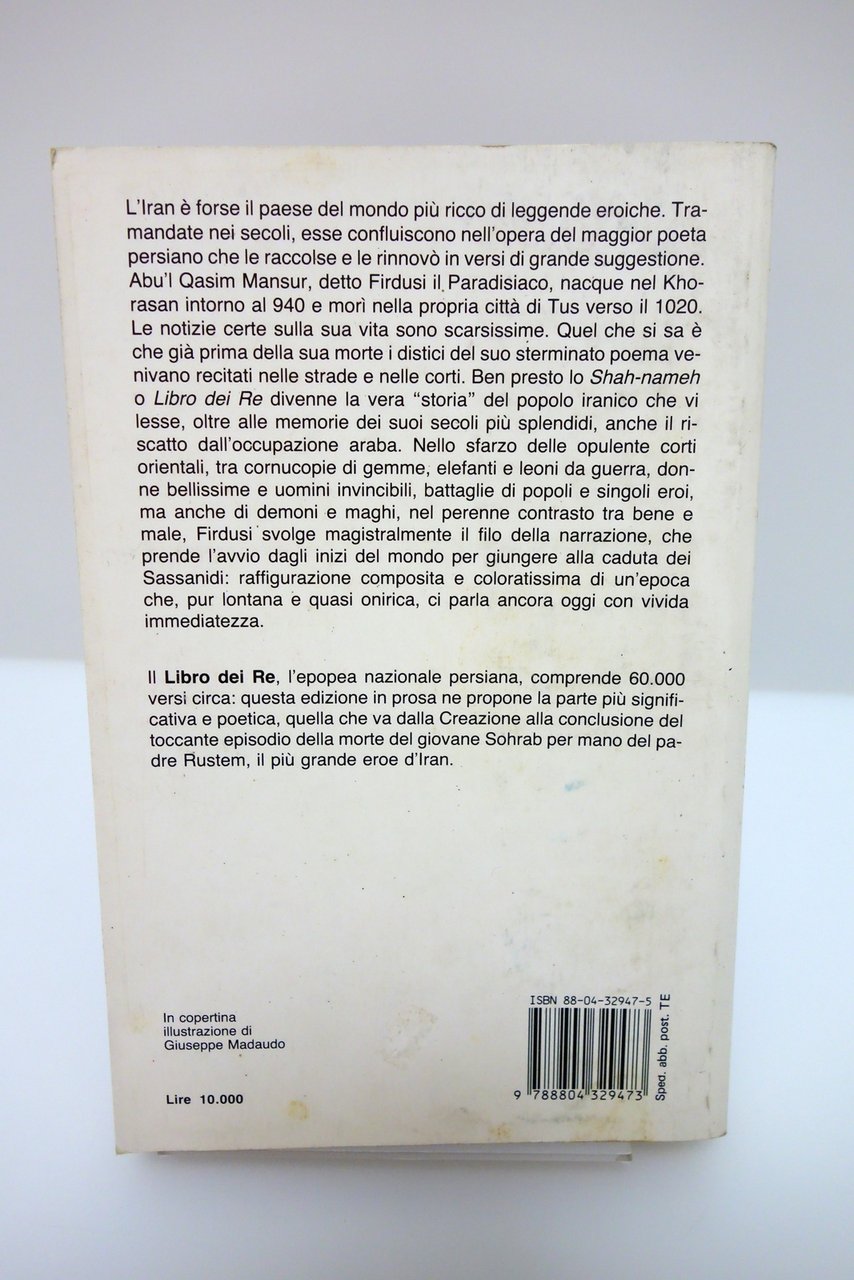 L'Iran è forse il paese del mondo più ricco di leggende eroiche. Tra-
mandate nei secoli, esse confluiscono nell'opera del maggior poeta
persiano che le raccolse e le rinnovò in versi di grande suggestione.
Abu'l Qasim Mansur, detto Firdusi il Paradisiaco, nacque nel Kho-
rasan intorno al 940 e morì nella propria città di Tus verso il 1020.
Le notizie certe sulla sua vita sono scarsissime. Quel che si sa è
che già prima della sua morte i distici del suo sterminato poema ve-
nivano recitati nelle strade e nelle corti. Ben presto lo Shah-nameh
o Libro dei Re divenne la vera "storia" del popolo iranico che vi
lesse, oltre alle memorie dei suoi secoli più splendidi, anche il ri-
scatto dall'occupazione araba. Nello sfarzo delle opulente corti
orientali, tra cornucopie di gemme, elefanti e leoni da guerra, don-
ne bellissime e uomini invincibili, battaglie di popoli e singoli eroi,
ma anche di demoni e maghi, nel perenne contrasto tra bene e
male, Firdusi svolge magistralmente il filo della narrazione, che
prende l'avvio dagli inizi del mondo per giungere alla caduta dei
Sassanidi: raffigurazione composita e coloratissima di un'epoca
che, pur lontana e quasi onirica, ci parla ancora oggi con vivida
immediatezza.
Il Libro dei Re, l'epopea nazionale persiana, comprende 60.000
versi circa: questa edizione in prosa ne propone la parte più signifi-
cativa e poetica, quella che va dalla Creazione alla conclusione del
toccante episodio della morte del giovane Sohrab per mano del pa-
dre Rustem, il più grande eroe d'Iran.
In copertina
illustrazione di
Giuseppe Madaudo
Lire 10.000
ISBN 88-04-32947-5
9 788804 329473
Sped. abb. post. TE